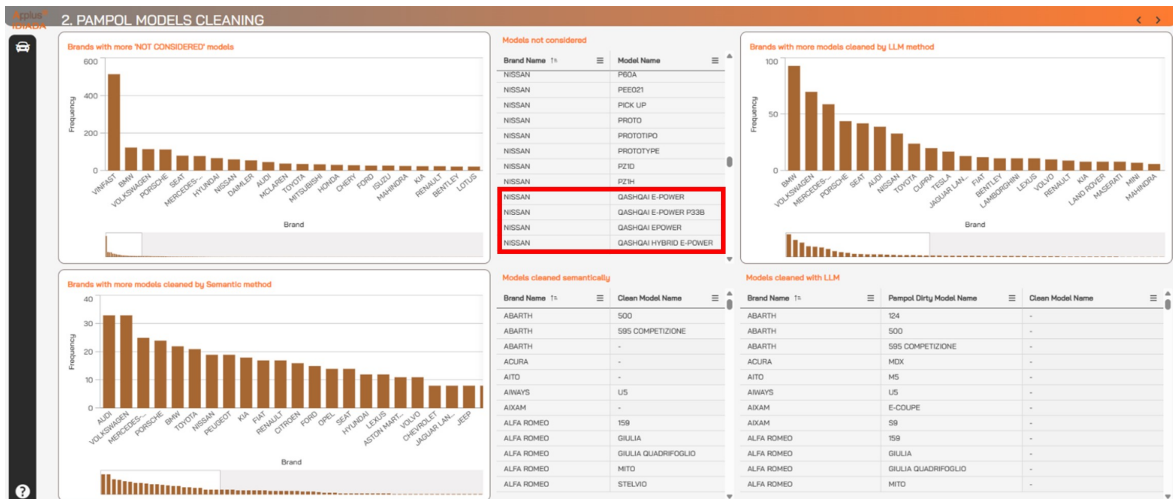 2. PAMPOL MODELS CLEANING
Brands with more 'NOT CONSIDERED' models
600
400
200
0
Frequency
VINFAST
BMW
VOLKSWAGEN
PORSCHE
SEAT
MERCEDES-...
HYUNDAI
NISSAN
DAIMLER
AUDI
MCLAREN
TOYOTA
MITSUBISHI
HONDA
CHERY
FORD
ISUZU
MAHINDRA
KIA
RENAULT
BENTLEY
LOTUS
Brand
Models not considered
Brand Name Model Name
NISSAN P60A
NISSAN PEE021
NISSAN PICK UP
NISSAN PROTO
NISSAN PROTOTIPO
NISSAN PROTOTYPE
NISSAN PZ1D
NISSAN PZ1H
NISSAN QASHQAI E-POWER
NISSAN QASHQAI E-POWER P33B
NISSAN QASHQAI EPOWER
NISSAN QASHQAI HYBRID E-POWER
Brands with more models cleaned by LLM method
100
50
0
Frequency
BMW
VOLKSWAGEN
MERCEDES-...
PORSCHE
SEAT
AUDI
NISSAN
TOYOTA
CUPRA
TESLA
JAGUAR LAN...
FIAT
BENTLEY
LAMBORGHINI
LEXUS
VOLVO
RENAULT
KIA
LAND ROVER
MASERATI
MINI
MAHINDRA
Brand
Brands with more models cleaned by Semantic method
40
30
20
10
0
Frequency
AUDI
VOLKSWAGEN
MERCEDES-...
PORSCHE
BMW
TOYOTA
NISSAN
PEUGEOT
KIA
FIAT
RENAULT
CITROEN
FORD
OPEL
SEAT
HYUNDAI
LEXUS
ASTON MART...
VOLVO
CHEVROLET
JAGUAR LAN...
JEEP
Brand
Models cleaned semantically
Brand Name Clean Model Name
ABARTH 500
ABARTH 595 COMPETIZIONE
ABARTH -
ACURA -
AITO -
AIWAYS U5
AIXAM -
ALFA ROMEO 159
ALFA ROMEO GIULIA
ALFA ROMEO GIULIA QUADRIFOGLIO
ALFA ROMEO MITO
ALFA ROMEO STELVIO
Models cleaned with LLM
Brand Name Pampol Dirty Model Name Clean Model Name
ABARTH 124 -
ABARTH 500 -
ABARTH 595 COMPETIZIONE -
ACURA MDX -
AITO M5 -
AIWAYS U5 -
AIXAM E-COUPE -
AIXAM S9 -
ALFA ROMEO 159 -
ALFA ROMEO GIULIA -
ALFA ROMEO GIULIA QUADRIFOGLIO -
ALFA ROMEO MITO -